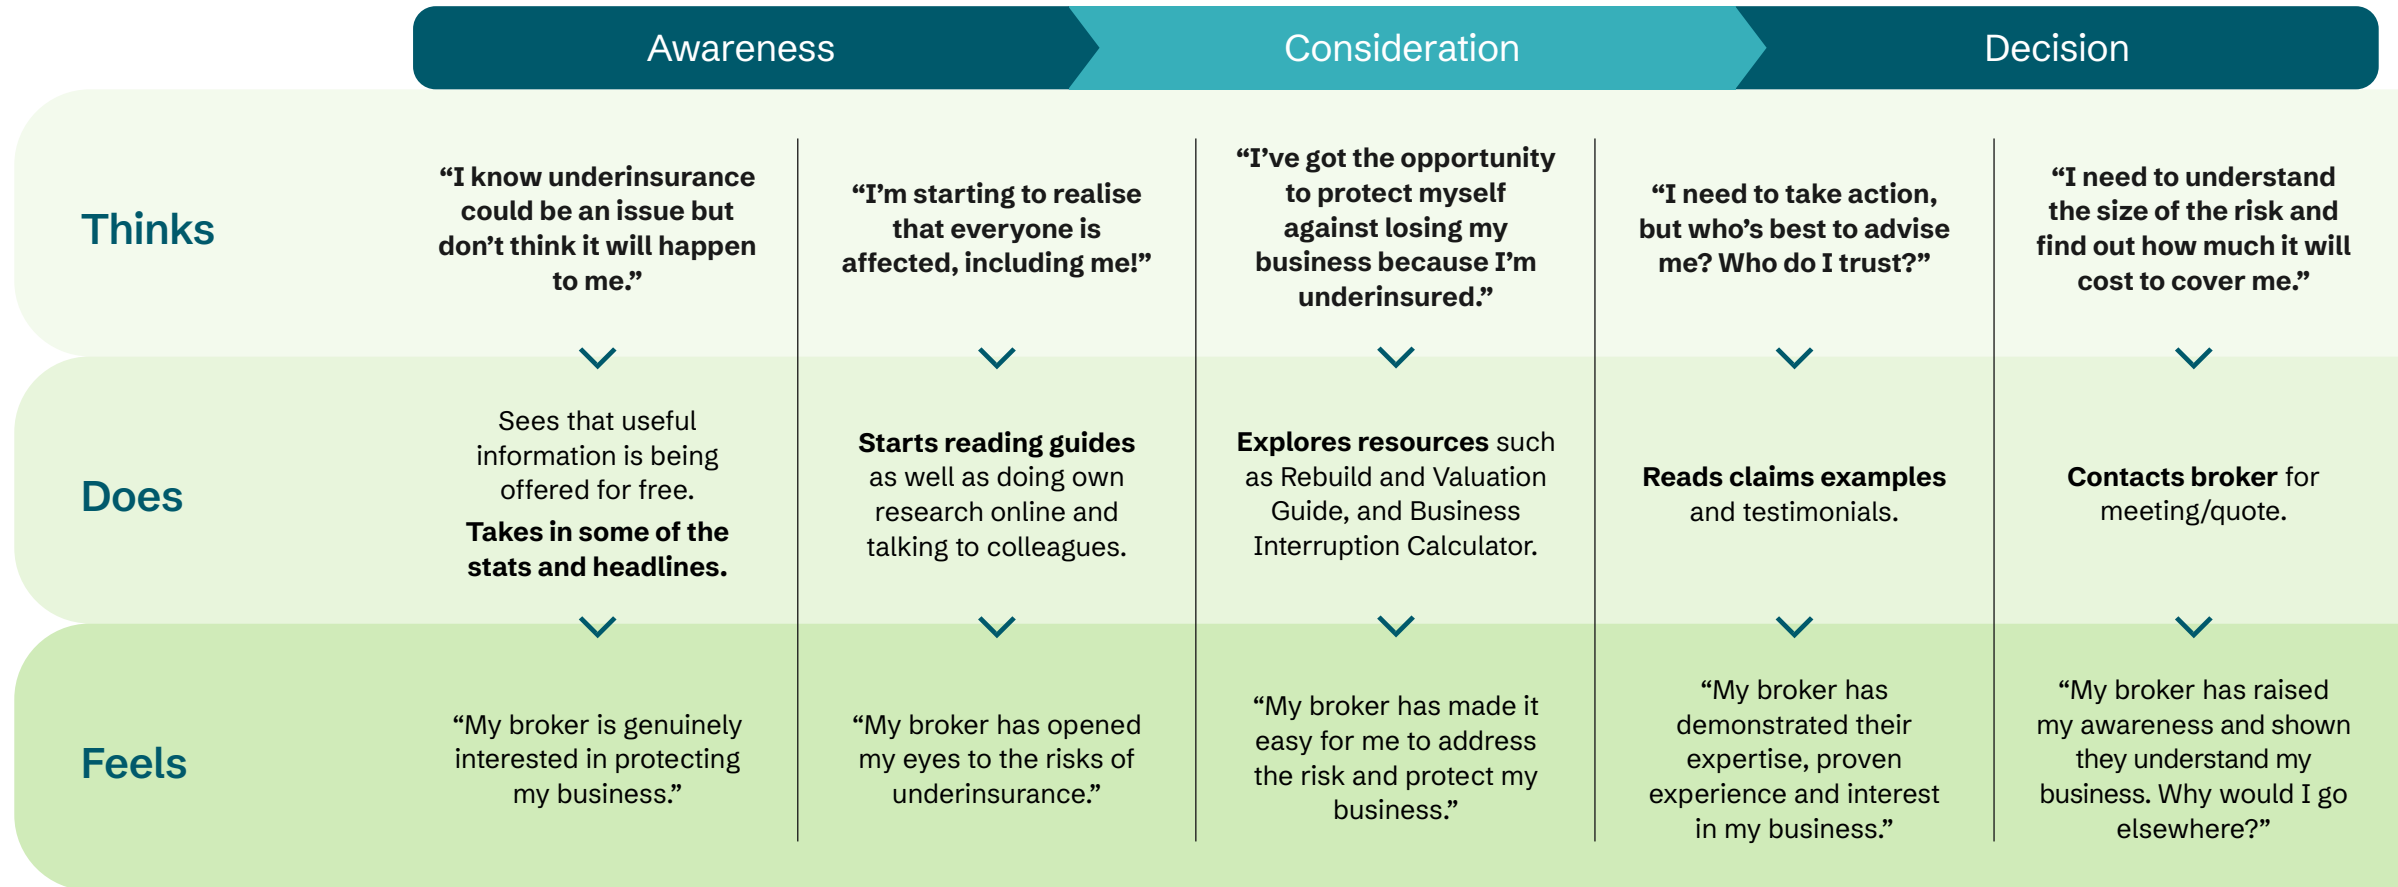 Awareness
Consideration
Decision
Thinks
“I know underinsurance
could be an issue but
don’t think it will happen
to me.”
“I’m starting to realise
that everyone is
affected, including me!”
“I’ve got the opportunity
to protect myself
against losing my
business because I’m
underinsured.”
“I need to take action,
but who’s best to advise
me? Who do I trust?”
“I need to understand
the size of the risk and
find out how much it will
cost to cover me.”
Does
Sees that useful
information is being
offered for free.
Takes in some of the
stats and headlines.
Starts reading guides
as well as doing own
research online and
talking to colleagues.
Explores resources such
as Rebuild and Valuation
Guide, and Business
Interruption Calculator.
Reads claims examples
and testimonials.
Contacts broker for
meeting/quote.
Feels
“My broker is genuinely
interested in protecting
my business.”
“My broker has opened
my eyes to the risks of
underinsurance.”
“My broker has made it
easy for me to address
the risk and protect my
business.”
“My broker has
demonstrated their
expertise, proven
experience and interest
in my business.”
“My broker has raised
my awareness and shown
they understand my
business. Why would I go
elsewhere?”